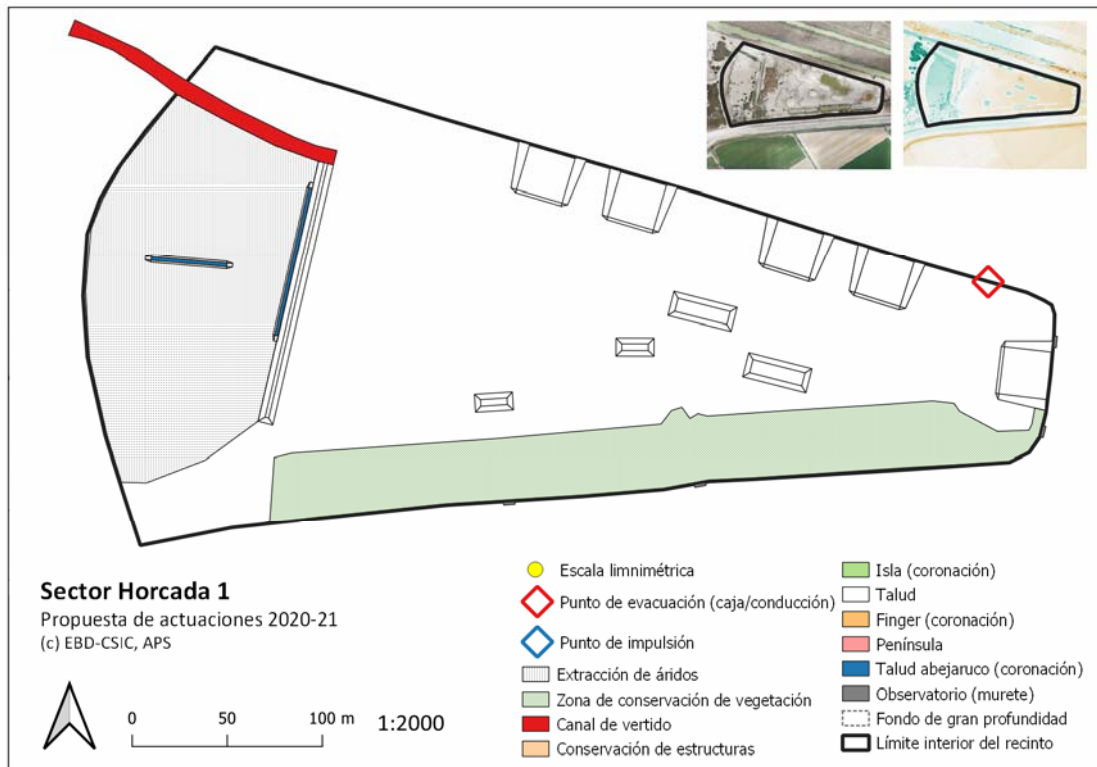 Sector Horcada 1
Propuesta de actuaciones 2020-21
(c) EBD-CSIC, APS
0 50 100 m 1:2000
Escala limnimétrica
Punto de evacuación (caja/conducción)
Punto de impulsión
Extracción de áridos
Zona de conservación de vegetación
Canal de vertido
Conservación de estructuras
Isla (coronación)
Talud
Finger (coronación)
Península
Talud abejaruco (coronación)
Observatorio (murete)
Fondo de gran profundidad
Límite interior del recinto